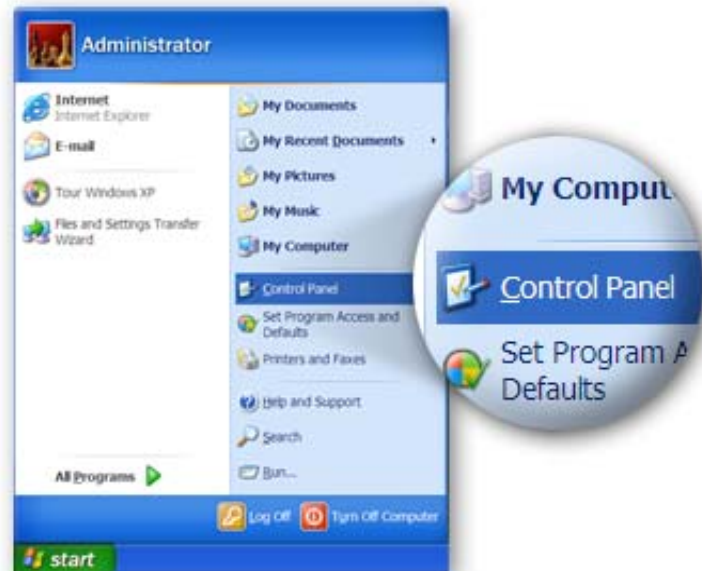 Administrator
Internet
Internet Explorer
E-mail
Tour Windows XP
Files and Settings Transfer
Wizard
All Programs
My Documents
My Recent Documents
My Pictures
My Music
My Computer
Control Panel
Set Program Access and
Defaults
Printers and Faxes
Help and Support
Search
Run...
Log Off
Turn Off Computer
start
My Comput
Control Panel
Set Program A
Defaults